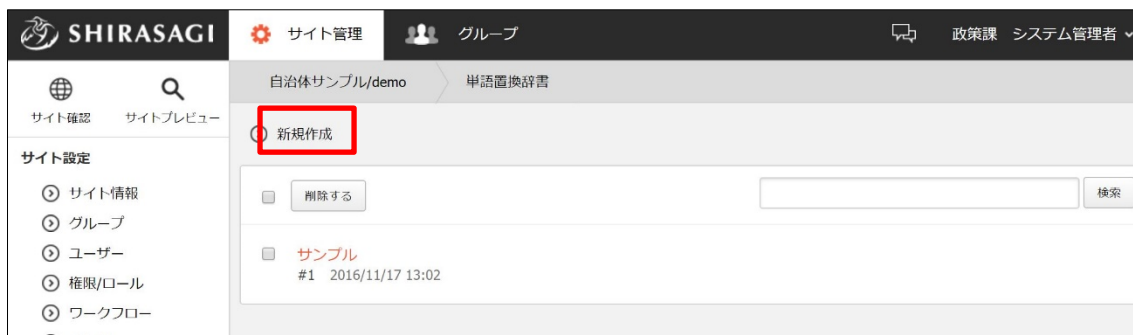 SHIRASAGI サイト管理 グループ 政策課 システム管理者
自治体サンプル/demo 単語置換辞書
サイト確認 サイトプレビュー
新規作成
サイト設定
サイト情報
グループ
ユーザー
権限/ロール
ワークフロー
削除する 検索
サンプル
#1 2016/11/17 13:02